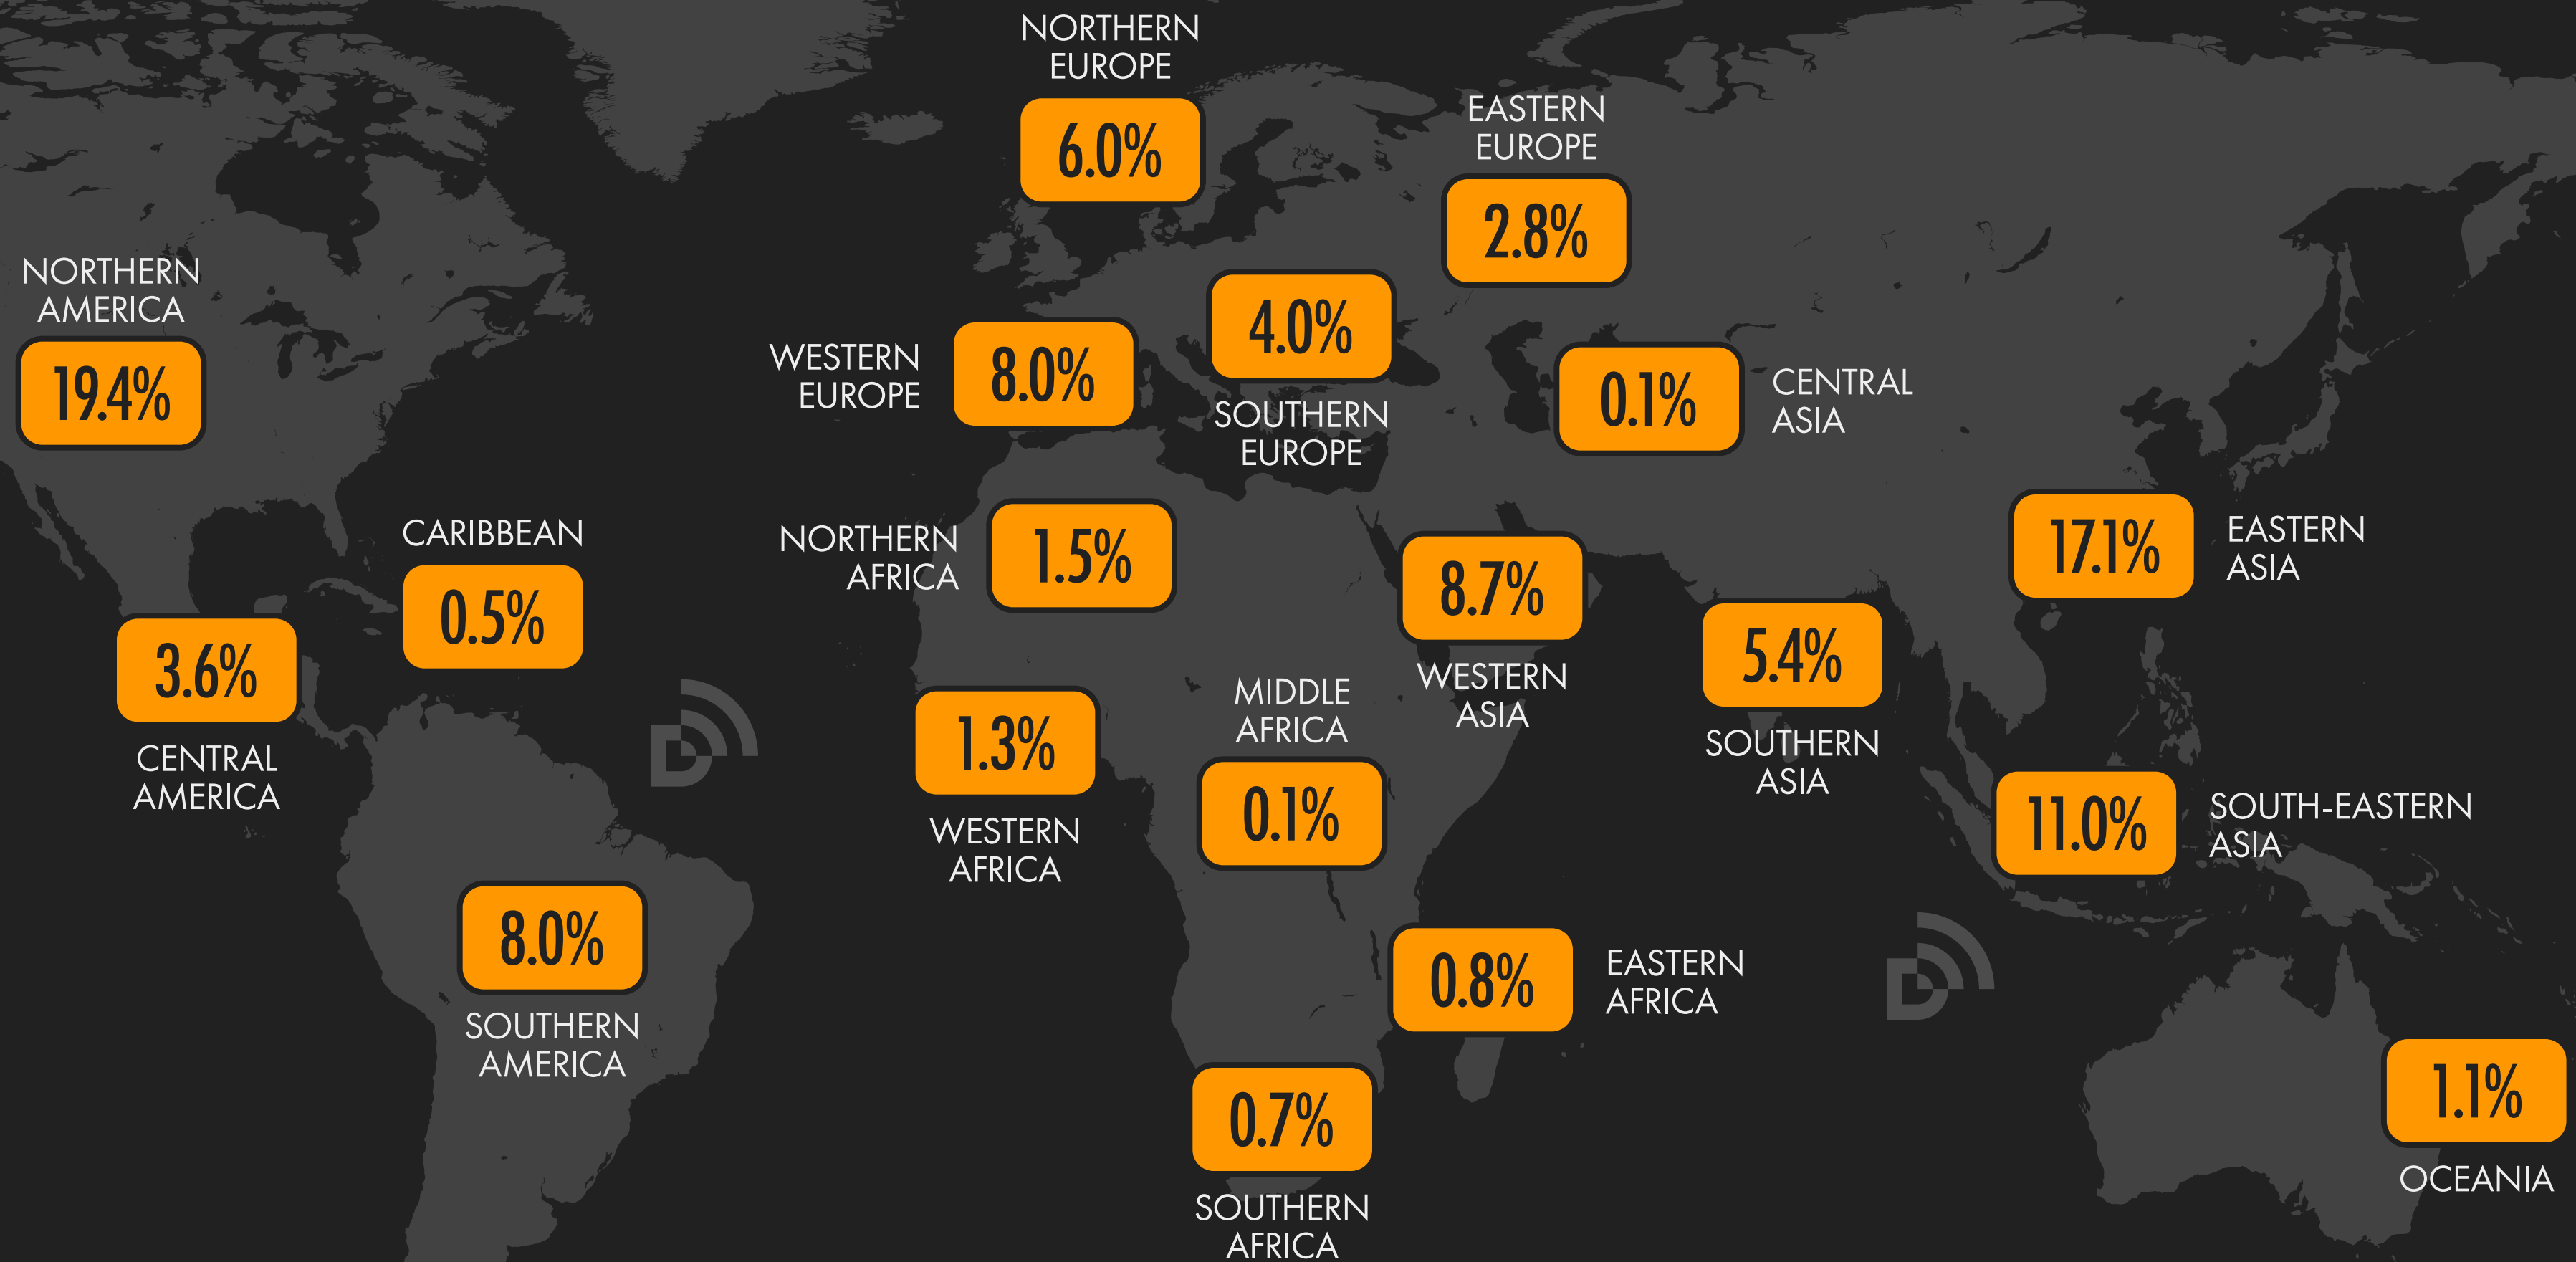 NORTHERN
EUROPE
6.0%
EASTERN
EUROPE
2.8%
NORTHERN
AMERICA
19.4%
WESTERN
EUROPE
8.0%
4.0%
SOUTHERN
EUROPE
0.1%
CENTRAL
ASIA
CARIBBEAN
0.5%
NORTHERN
AFRICA
1.5%
8.7%
WESTERN
ASIA
17.1%
EASTERN
ASIA
3.6%
CENTRAL
AMERICA
5.4%
SOUTHERN
ASIA
1.3%
WESTERN
AFRICA
MIDDLE
AFRICA
0.1%
11.0%
SOUTH-EASTERN
ASIA
8.0%
SOUTHERN
AMERICA
0.8%
EASTERN
AFRICA
0.7%
SOUTHERN
AFRICA
1.1%
OCEANIA